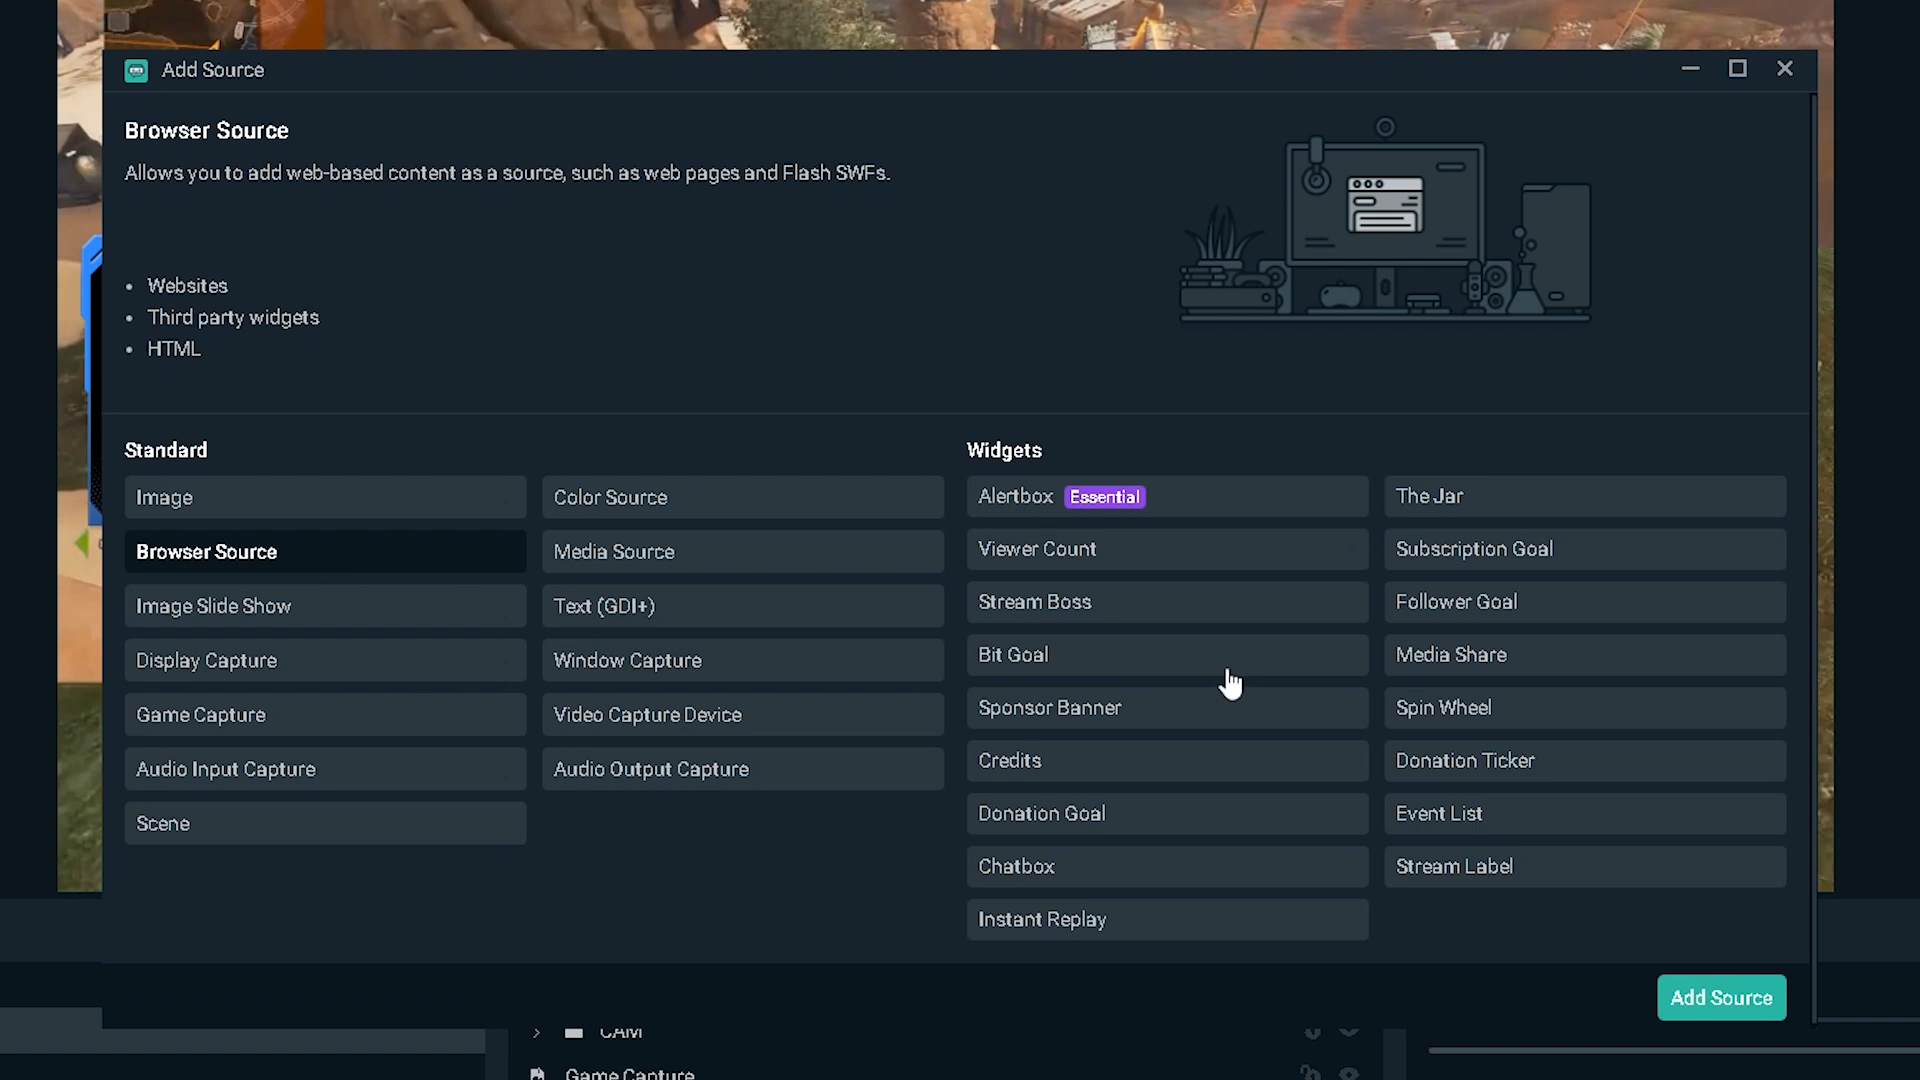 Add Source
Browser Source
Allows you to add web-based content as a source, such as web pages and Flash SWFs.
• Websites
• Third party widgets
• HTML
Standard
Image
Color Source
Browser Source
Media Source
Image Slide Show
Text (GDI+)
Display Capture
Window Capture
Game Capture
Video Capture Device
Audio Input Capture
Audio Output Capture
Scene
Widgets
Alertbox Essential
The Jar
Viewer Count
Subscription Goal
Stream Boss
Follower Goal
Bit Goal
Media Share
Sponsor Banner
Spin Wheel
Credits
Donation Ticker
Donation Goal
Event List
Chatbox
Stream Label
Instant Replay
Add Source
CAM
Game Capture